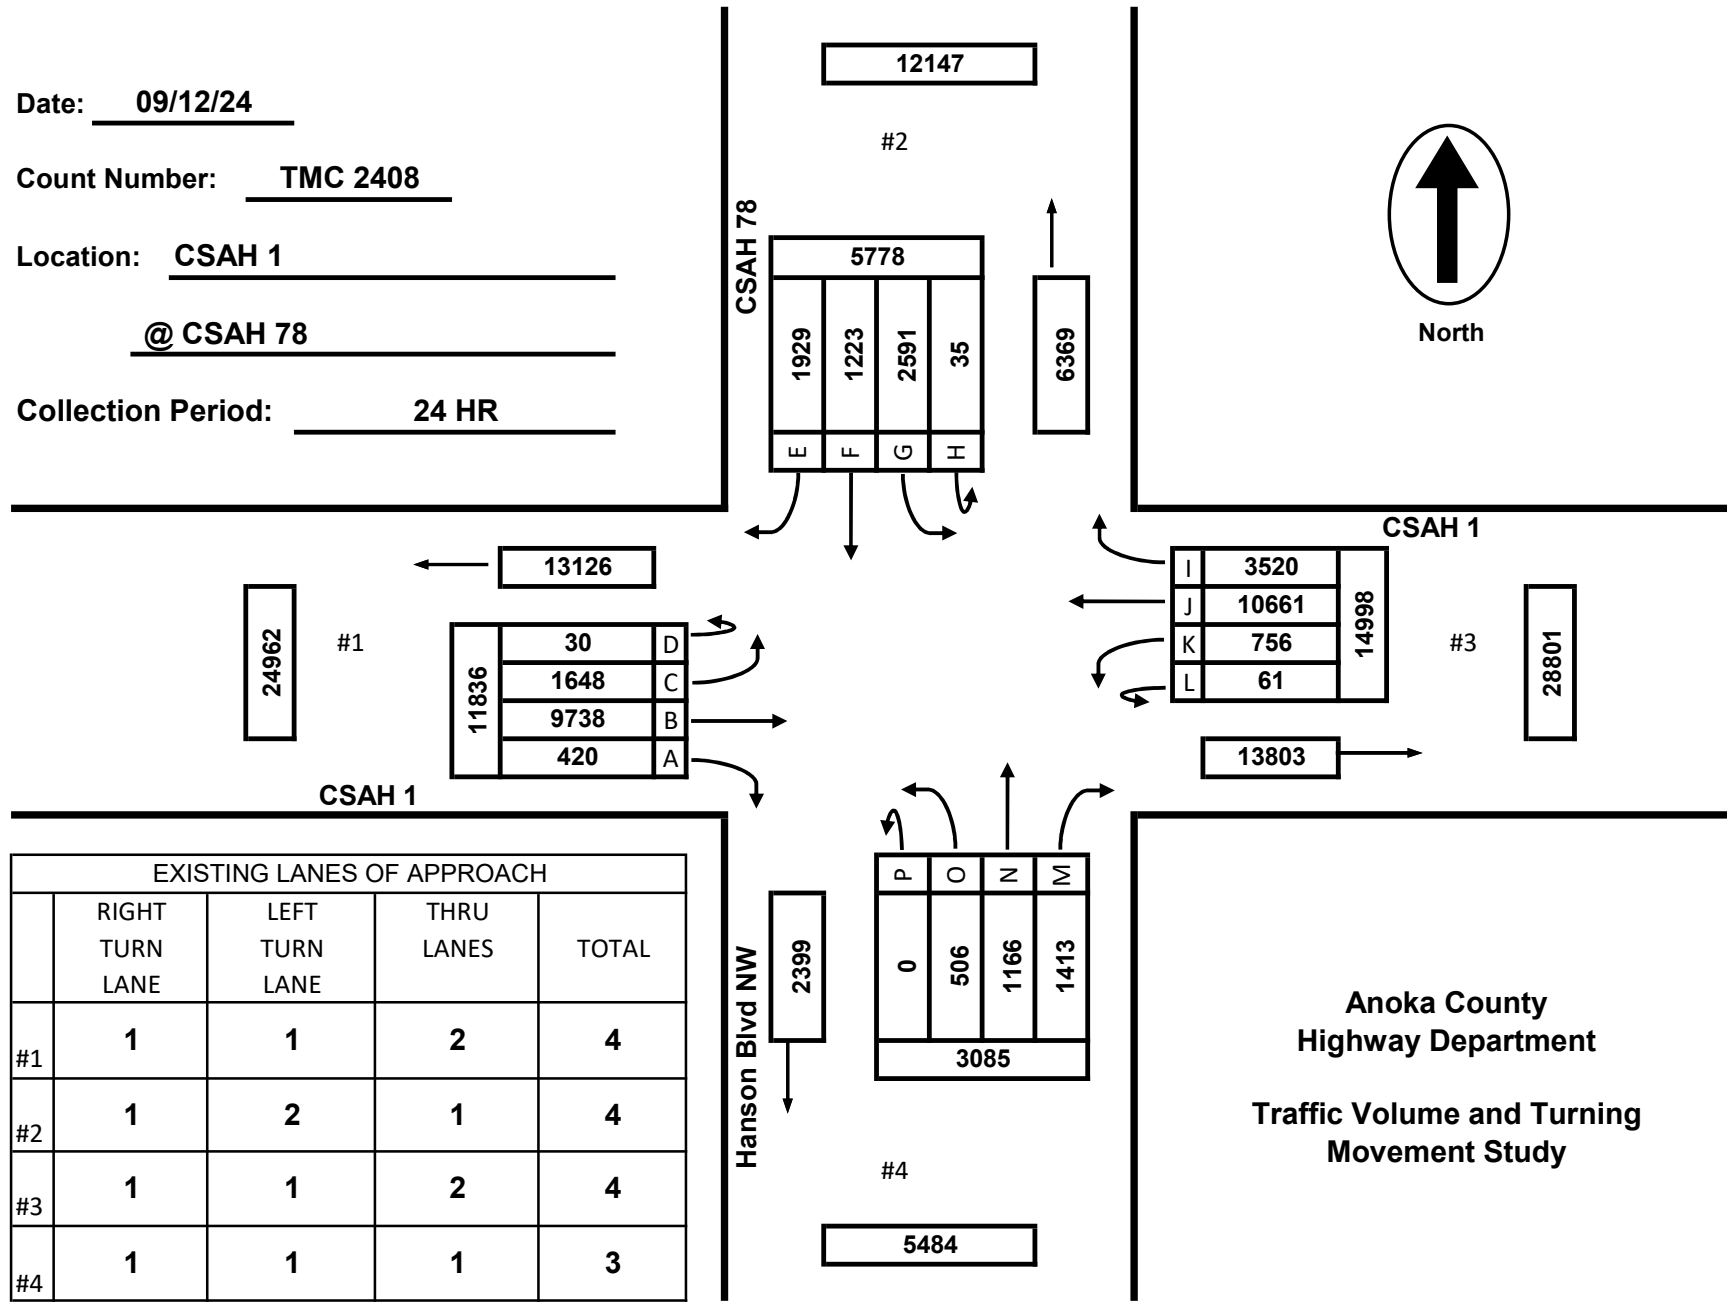 Date: 09/12/24
Count Number: TMC 2408
Location: CSAH 1
@ CSAH 78
Collection Period: 24 HR
12147
#2
CSAH 78
5778
1929 1223 2591 35
E F G H
6369
North
CSAH 1
13126
24962
#1
11836
30 D
1648 C
9738 B
420 A
CSAH 1
I 3520
J 10661
K 756
L 61
14998
#3
28801
13803
P O N M
0 506 1166 1413
3085
2399
Hanson Blvd NW
#4
5484
EXISTING LANES OF APPROACH
RIGHT LEFT THRU
TURN TURN LANES TOTAL
LANE LANE
#1 1 1 2 4
#2 1 2 1 4
#3 1 1 2 4
#4 1 1 1 3
Anoka County
Highway Department
Traffic Volume and Turning
Movement Study